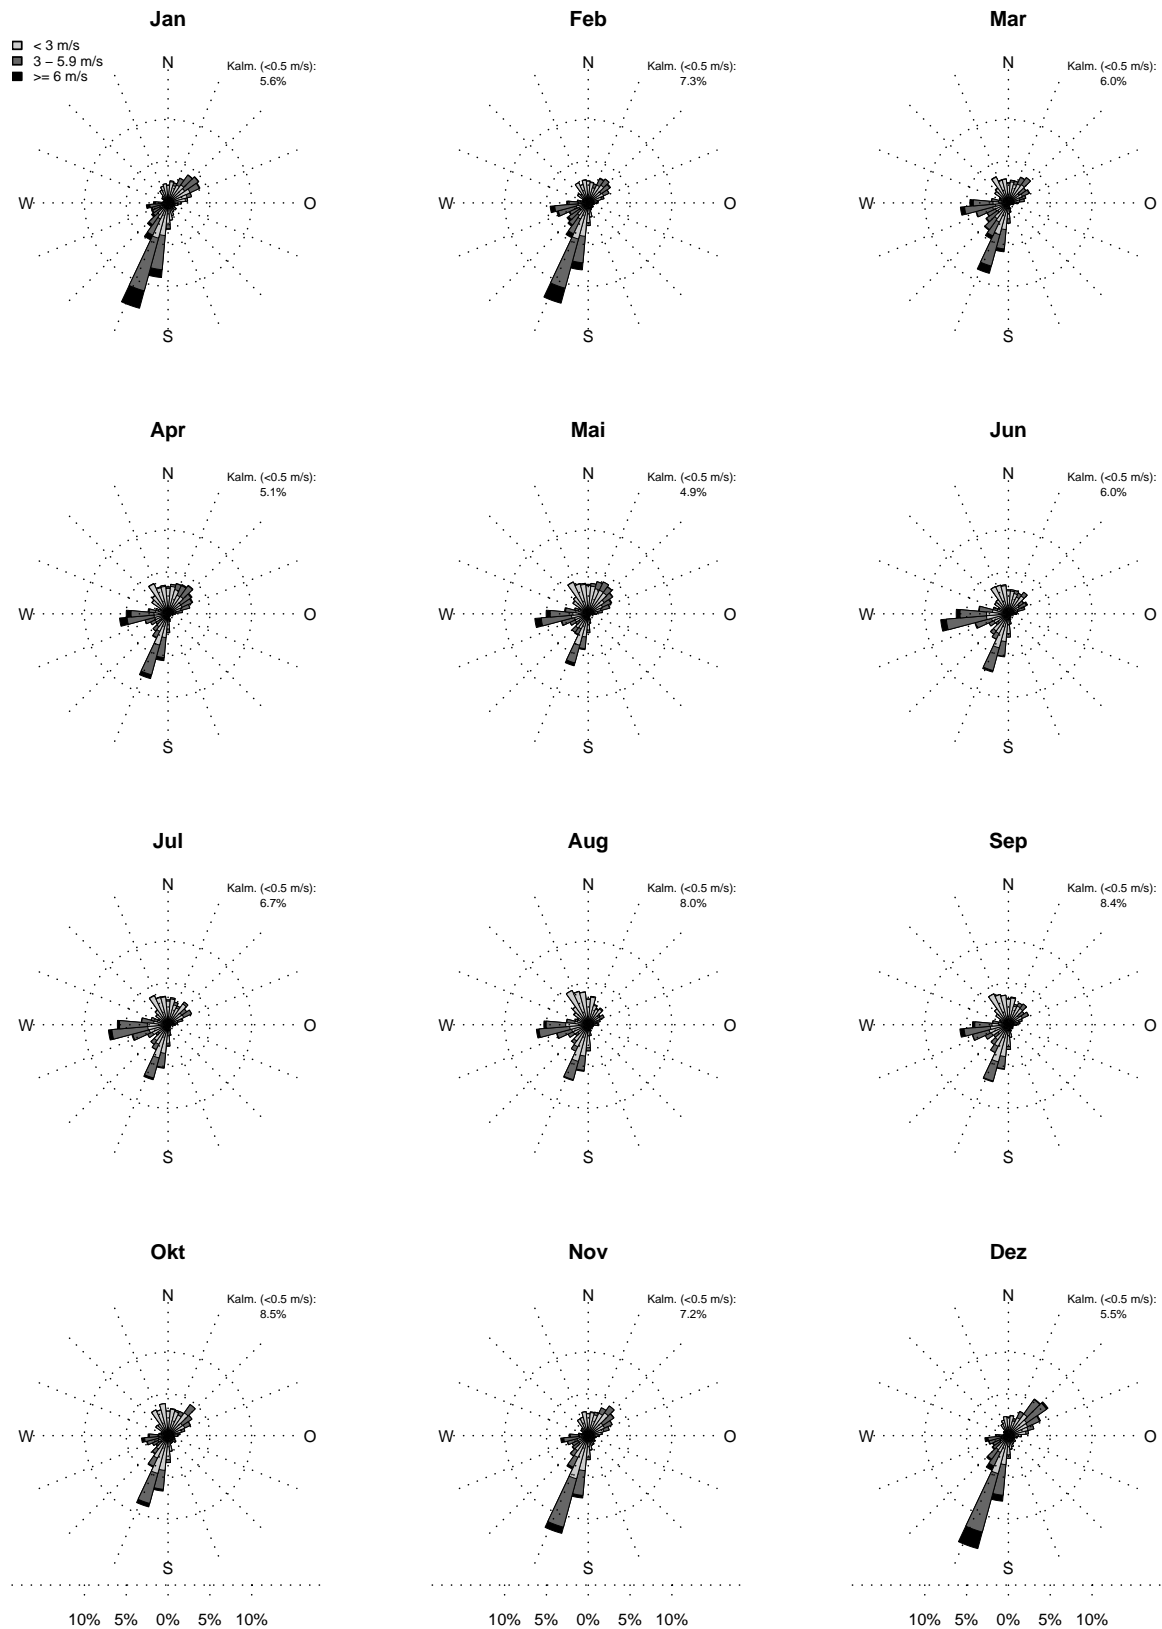 Jan
Feb
Mar
< 3 m/s
3 – 5.9 m/s
>= 6 m/s
N
Kalm. (<0.5 m/s):
5.6%
W
O
S
N
Kalm. (<0.5 m/s):
7.3%
W
O
S
N
Kalm. (<0.5 m/s):
6.0%
W
O
S
Apr
Mai
Jun
N
Kalm. (<0.5 m/s):
5.1%
W
O
S
N
Kalm. (<0.5 m/s):
4.9%
W
O
S
N
Kalm. (<0.5 m/s):
6.0%
W
O
S
Jul
Aug
Sep
N
Kalm. (<0.5 m/s):
6.7%
W
O
S
N
Kalm. (<0.5 m/s):
8.0%
W
O
S
N
Kalm. (<0.5 m/s):
8.4%
W
O
S
Okt
Nov
Dez
N
Kalm. (<0.5 m/s):
8.5%
W
O
S
N
Kalm. (<0.5 m/s):
7.2%
W
O
S
N
Kalm. (<0.5 m/s):
5.5%
W
O
S
10% 5% 0% 5% 10%
10% 5% 0% 5% 10%
10% 5% 0% 5% 10%